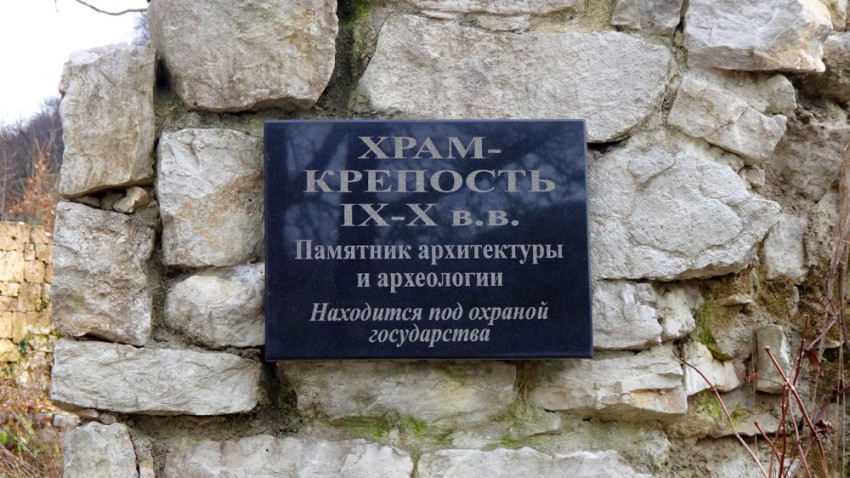 ХРАМ-
КРЕПОСТЬ
IX-X в.в.
Памятник архитектуры
и археологии
Находится под охраной
государства